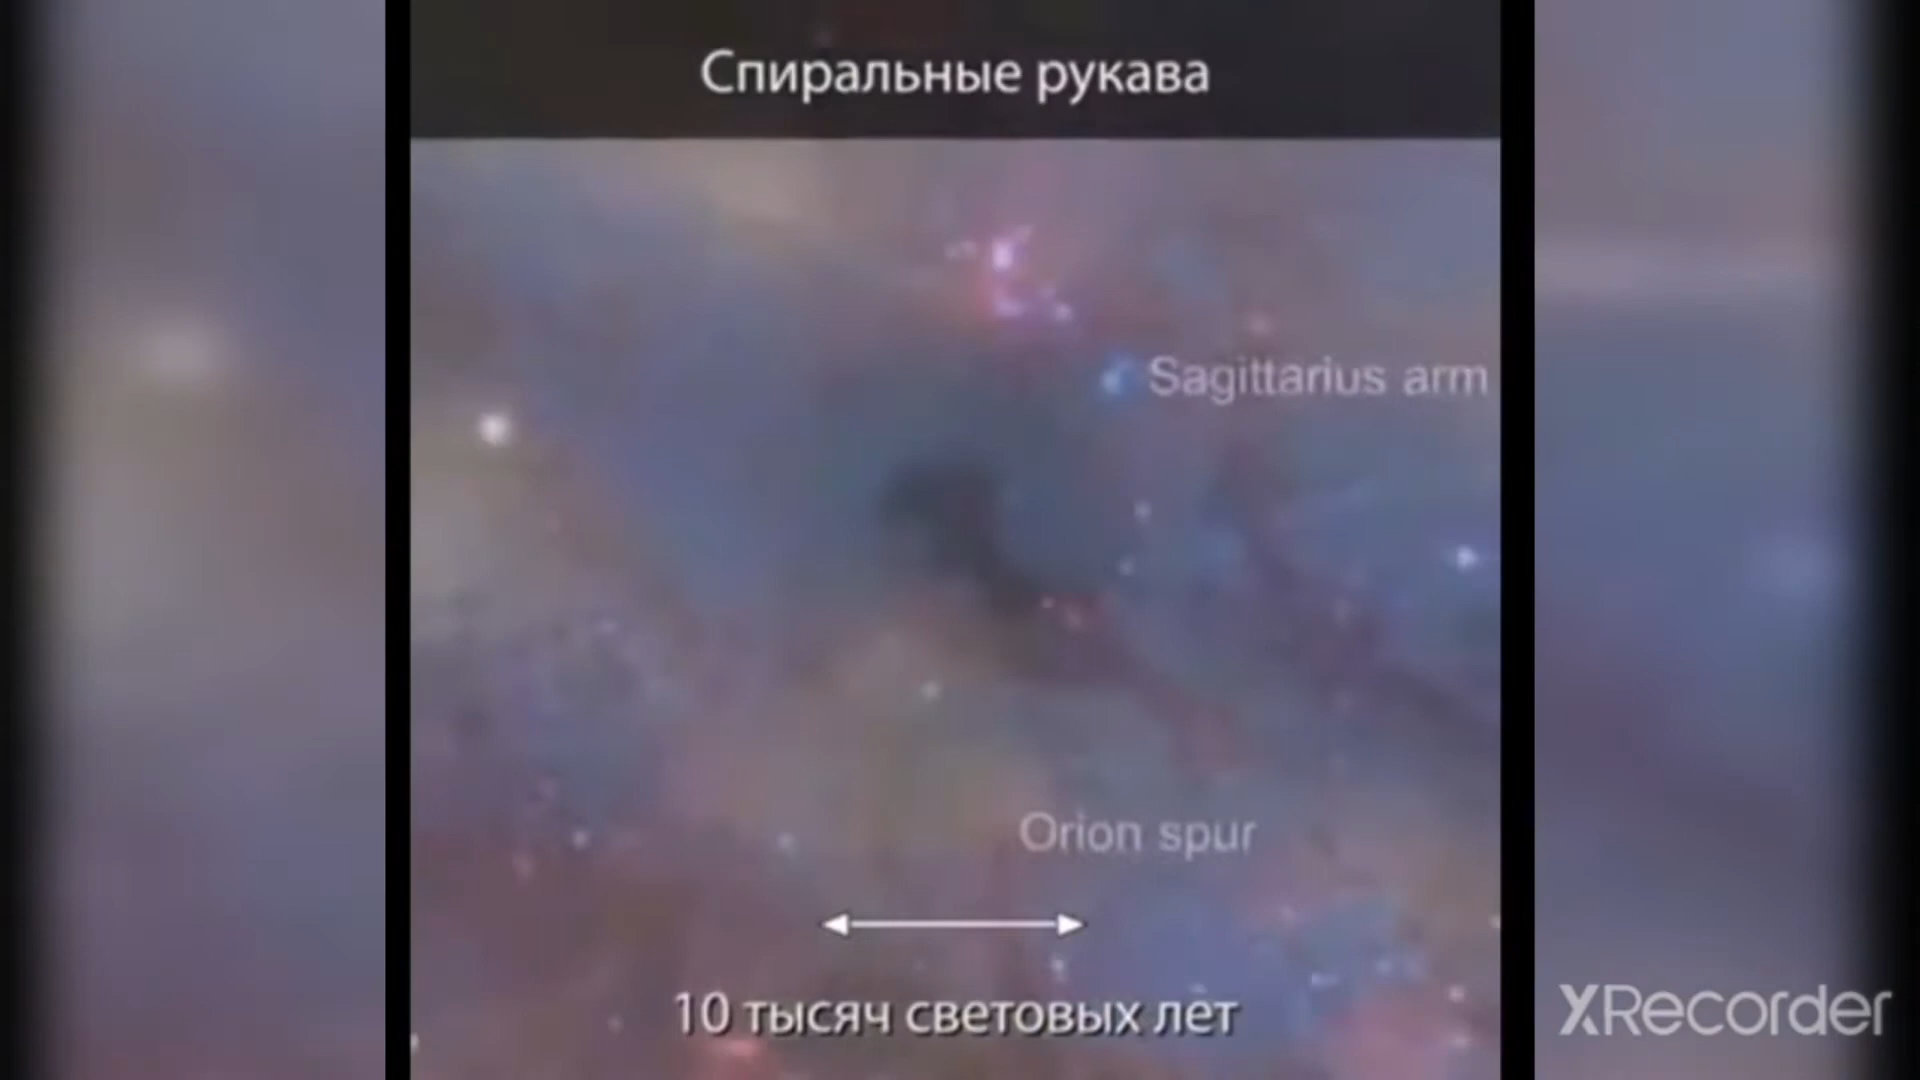 Спиральные рукава
Sagittarius arm
Orion spur
10 тысяч световых лет
XRecorder